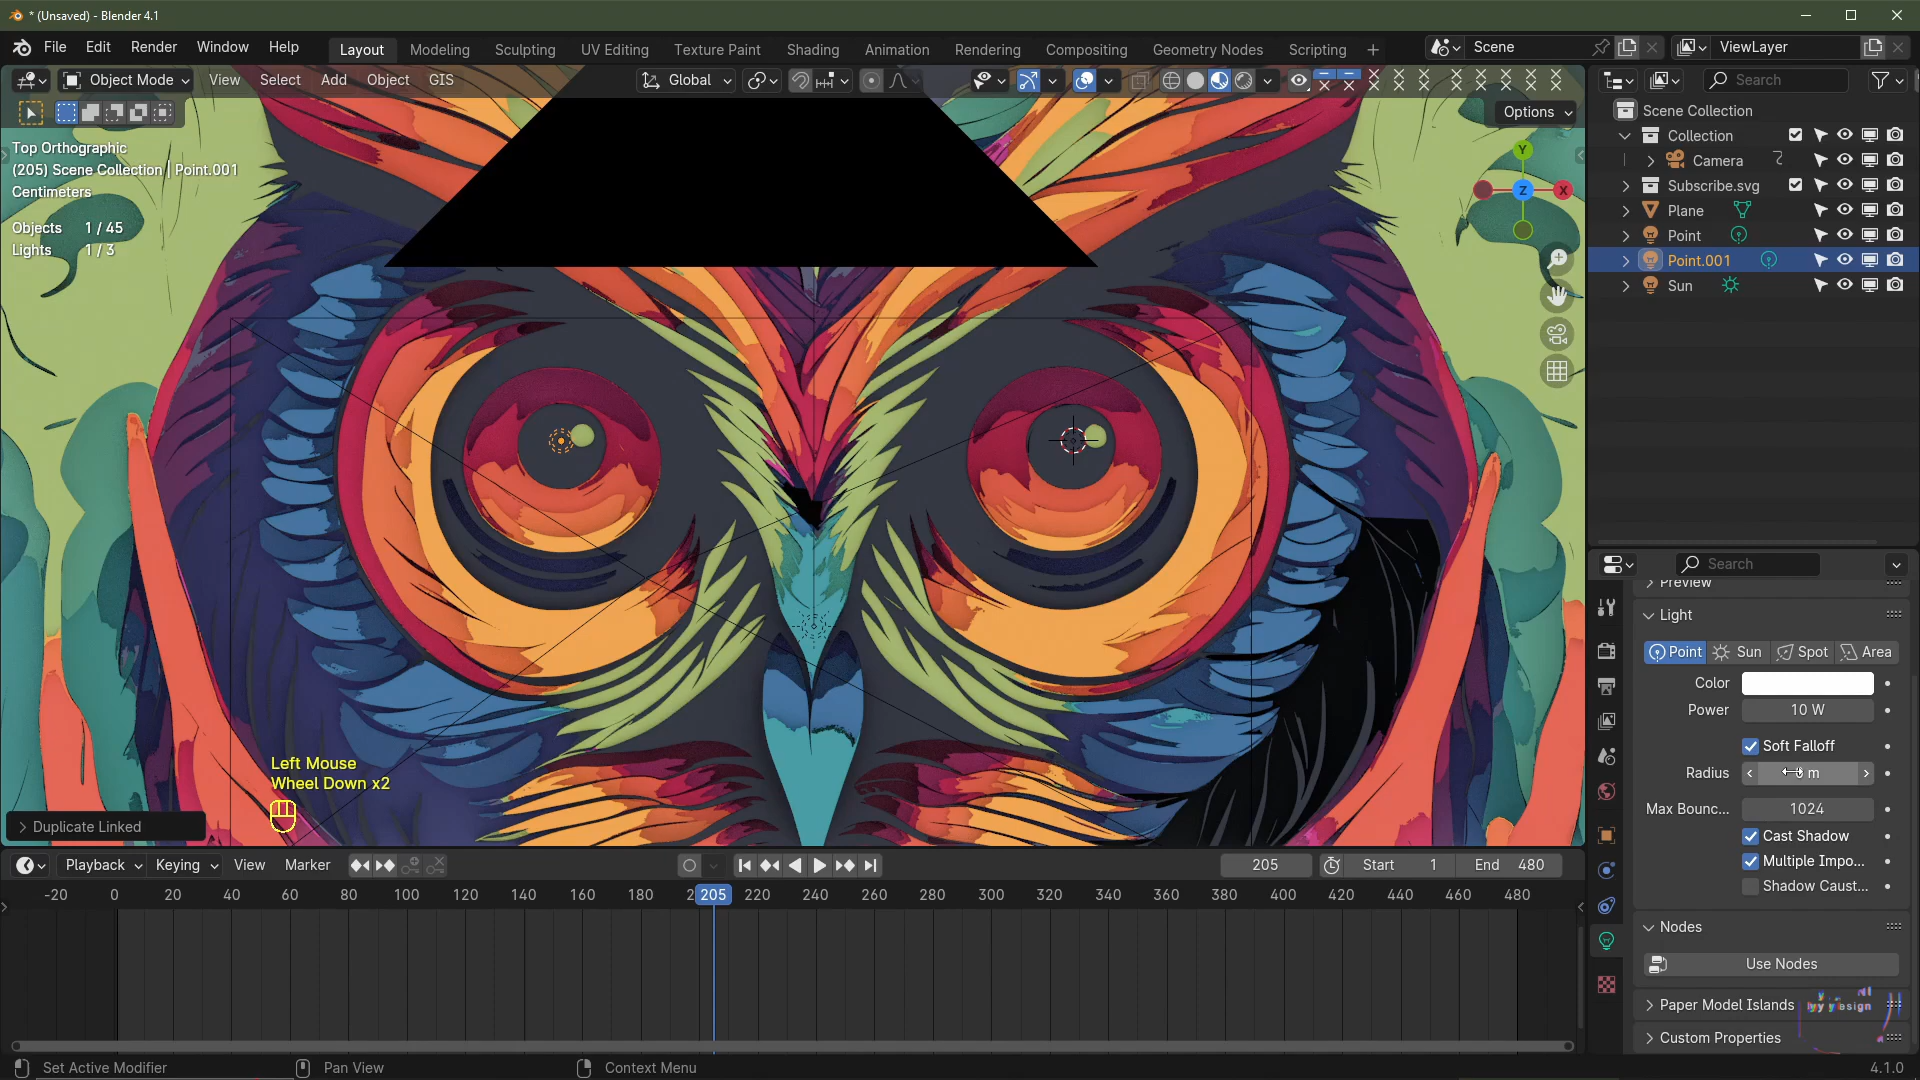 * (Unsaved) - Blender 4.1
File Edit Render Window Help Layout Modeling Sculpting UV Editing Texture Paint Shading Animation Rendering Compositing Geometry Nodes Scripting + Scene ViewLayer
Object Mode View Select Add Object GIS Global Search
Options
Top Orthographic
(205) Scene Collection | Point.001
Centimeters
Objects 1 / 45
Lights 1 / 3
Y
X
Z
Scene Collection
Collection
Camera
Subscribe.svg
Plane
Point
Point.001
Sun
Search
Preview
Light
Point Sun Spot Area
Color
Power 10 W
Soft Falloff
Radius m
Max Bounc... 1024
Cast Shadow
Multiple Impo...
Shadow Caust...
Nodes
Use Nodes
Paper Model Islands
Custom Properties
Left Mouse
Wheel Down x2
Duplicate Linked
Playback Keying View Marker 205 Start 1 End 480
-20 0 20 40 60 80 100 120 140 160 180 205 220 240 260 280 300 320 340 360 380 400 420 440 460 480
Set Active Modifier Pan View Context Menu 4.1.0